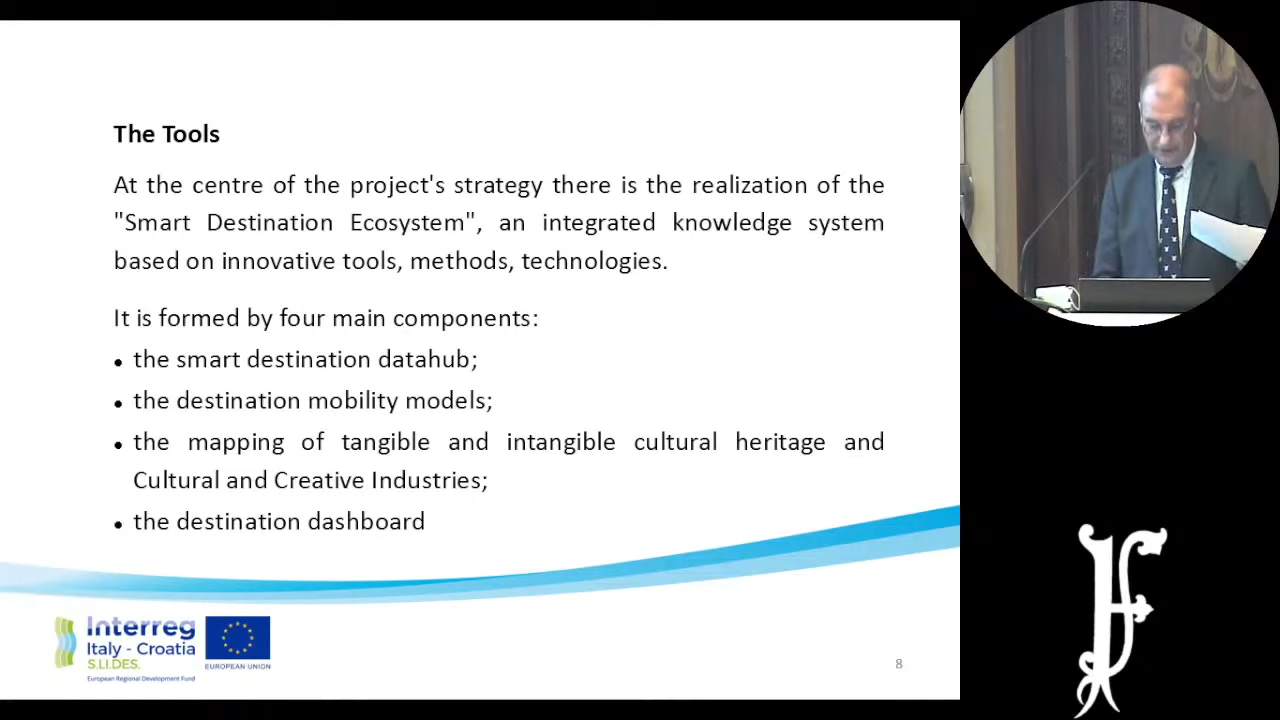 The Tools
At the centre of the project's strategy there is the realization of the
"Smart Destination Ecosystem", an integrated knowledge system
based on innovative tools, methods, technologies.
It is formed by four main components:
• the smart destination datahub;
• the destination mobility models;
• the mapping of tangible and intangible cultural heritage and
Cultural and Creative Industries;
• the destination dashboard
Interreg
Italy - Croatia
S.LI.DES.
European Regional Development Fund
EUROPEAN UNION
8